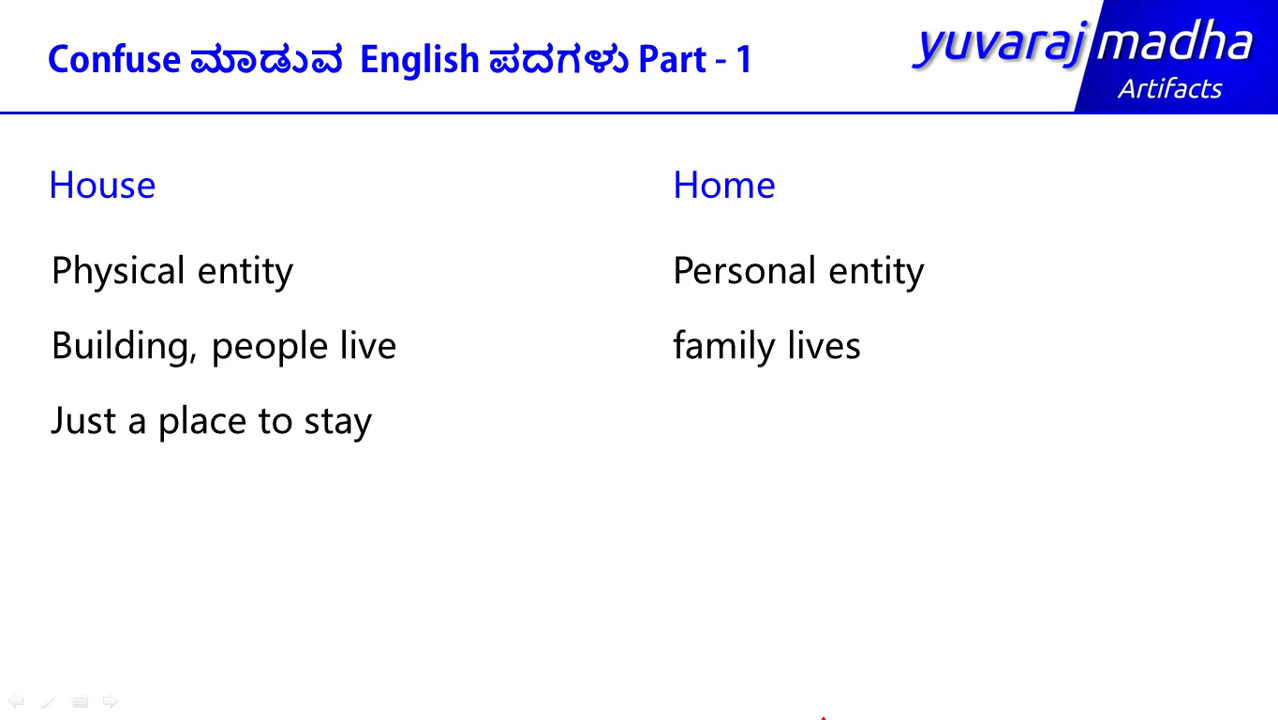 Confuse ಮಾಡುವ English ಪದಗಳು Part - 1
yuvaraj madha
Artifacts
House
Home
Physical entity
Personal entity
Building, people live
family lives
Just a place to stay